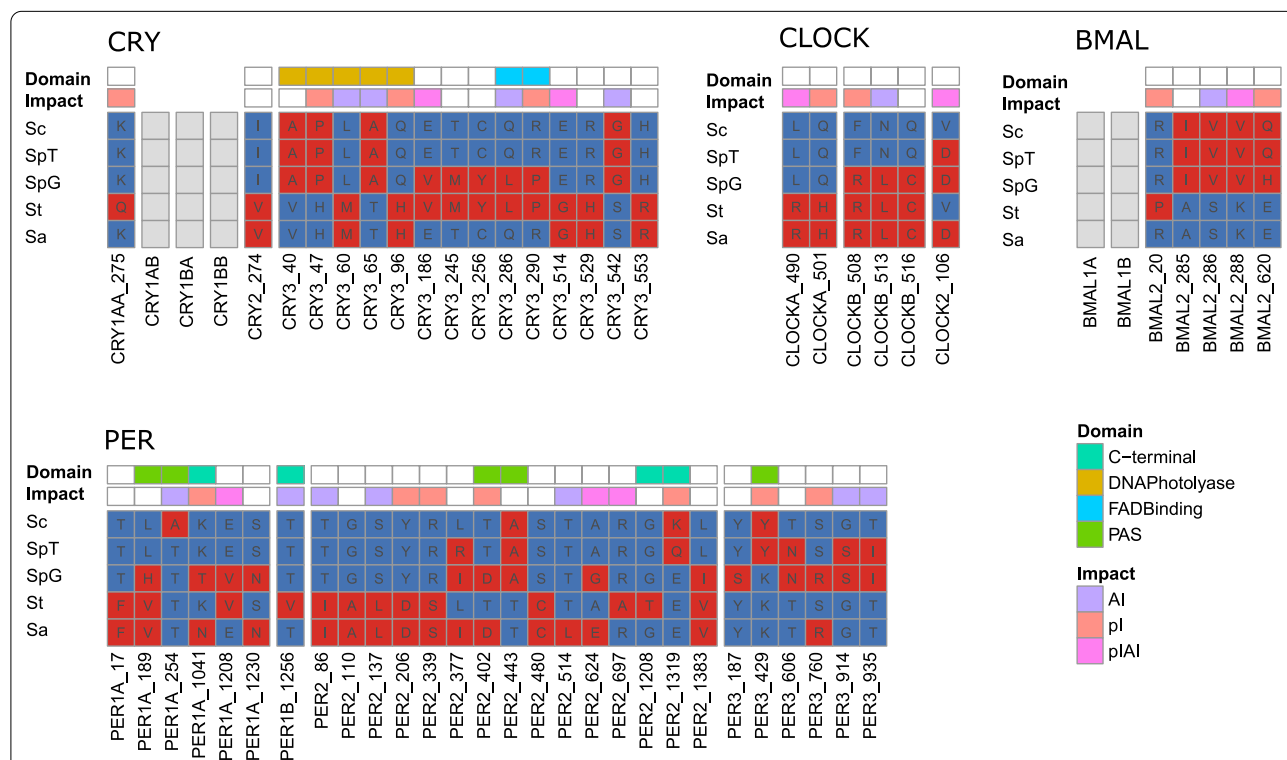 CRY
Domain
Impact
Sc K I A P L A Q E T C Q R E R G H
SpT K I A P L A Q E T C Q R E R G H
SpG K I A P L A Q V M Y L P E R G H
St Q V V H M T H V M Y L P G H S R
Sa K V V H M T H E T C Q R G H S R
CRY1AA_275
CRY1AB
CRY1BA
CRY1BB
CRY2_274
CRY3_40
CRY3_47
CRY3_60
CRY3_65
CRY3_96
CRY3_186
CRY3_245
CRY3_256
CRY3_286
CRY3_290
CRY3_514
CRY3_529
CRY3_542
CRY3_553
CLOCK
Domain
Impact
Sc L Q F N Q V
SpT L Q F N Q D
SpG L Q R L C D
St R H R L C V
Sa R H R L C D
CLOCKA_490
CLOCKA_501
CLOCKB_508
CLOCKB_513
CLOCKB_516
CLOCK2_106
BMAL
Domain
Impact
Sc R I V V Q
SpT R I V V Q
SpG R I V V H
St P A S K E
Sa R A S K E
BMAL1A
BMAL1B
BMAL2_20
BMAL2_285
BMAL2_286
BMAL2_288
BMAL2_620
PER
Domain
Impact
Sc T L A K E S T T G S Y R L T A S T A R G K L Y Y T S G T
SpT T L T K E S T T G S Y R R T A S T A R G Q L Y Y N S S I
SpG T H T T V N T T G S Y R I D A S T G R G E I S K N R S I
St F V T K V S V I A L D S L T T C T A A T E V Y K T S G T
Sa F V T N E N T I A L D S I D T C L E R G E V Y K T R G T
PER1A_17
PER1A_189
PER1A_254
PER1A_1041
PER1A_1208
PER1A_1230
PER1B_1256
PER2_86
PER2_110
PER2_137
PER2_206
PER2_339
PER2_377
PER2_402
PER2_443
PER2_480
PER2_514
PER2_624
PER2_697
PER2_1208
PER2_1319
PER2_1383
PER3_187
PER3_429
PER3_606
PER3_760
PER3_914
PER3_935
Domain
C−terminal
DNAPhotolyase
FADBinding
PAS
Impact
AI
pI
pIAI